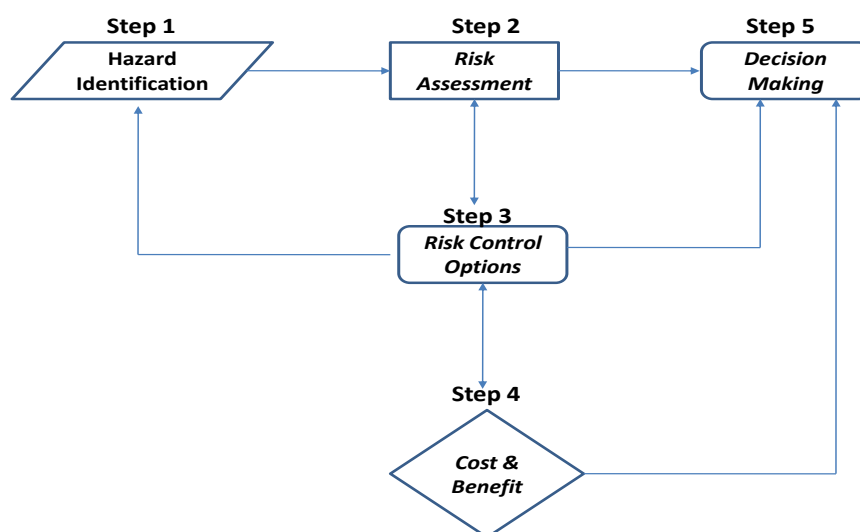 Step 1
Hazard
Identification
Step 2
Risk
Assessment
Step 5
Decision
Making
Step 3
Risk Control
Options
Step 4
Cost &
Benefit